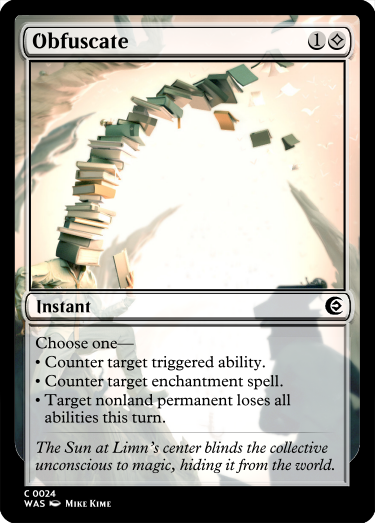 Obfuscate 1
Instant
Choose one—
• Counter target triggered ability.
• Counter target enchantment spell.
• Target nonland permanent loses all
abilities this turn.
The Sun at Limn's center blinds the collective
unconscious to magic, hiding it from the world.
C 0024
WAS Mike Kime